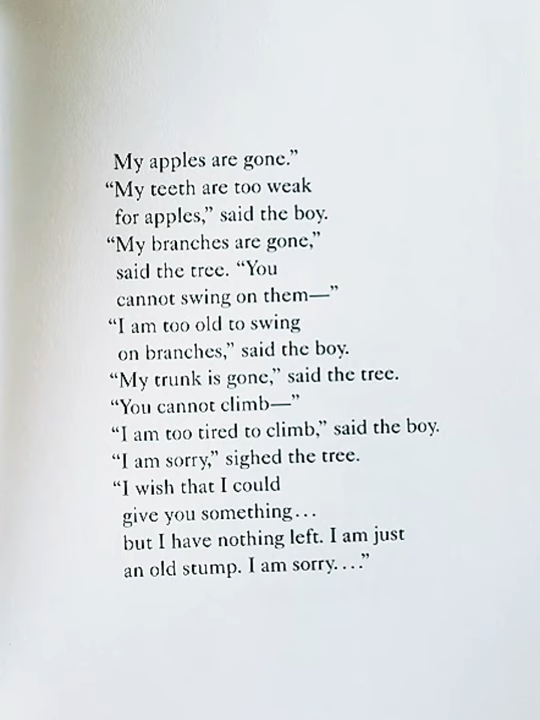 My apples are gone.”
“My teeth are too weak
for apples,” said the boy.
“My branches are gone,”
said the tree. “You
cannot swing on them—”
“I am too old to swing
on branches,” said the boy.
“My trunk is gone,” said the tree.
“You cannot climb—”
“I am too tired to climb,” said the boy.
“I am sorry,” sighed the tree.
“I wish that I could
give you something...
but I have nothing left. I am just
an old stump. I am sorry....”